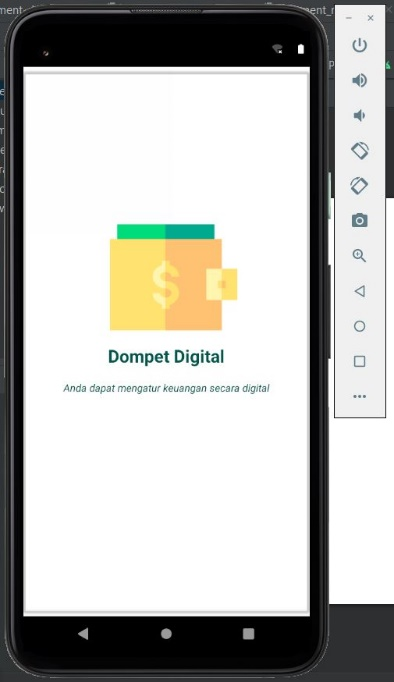 $
Dompet Digital
Anda dapat mengatur keuangan secara digital